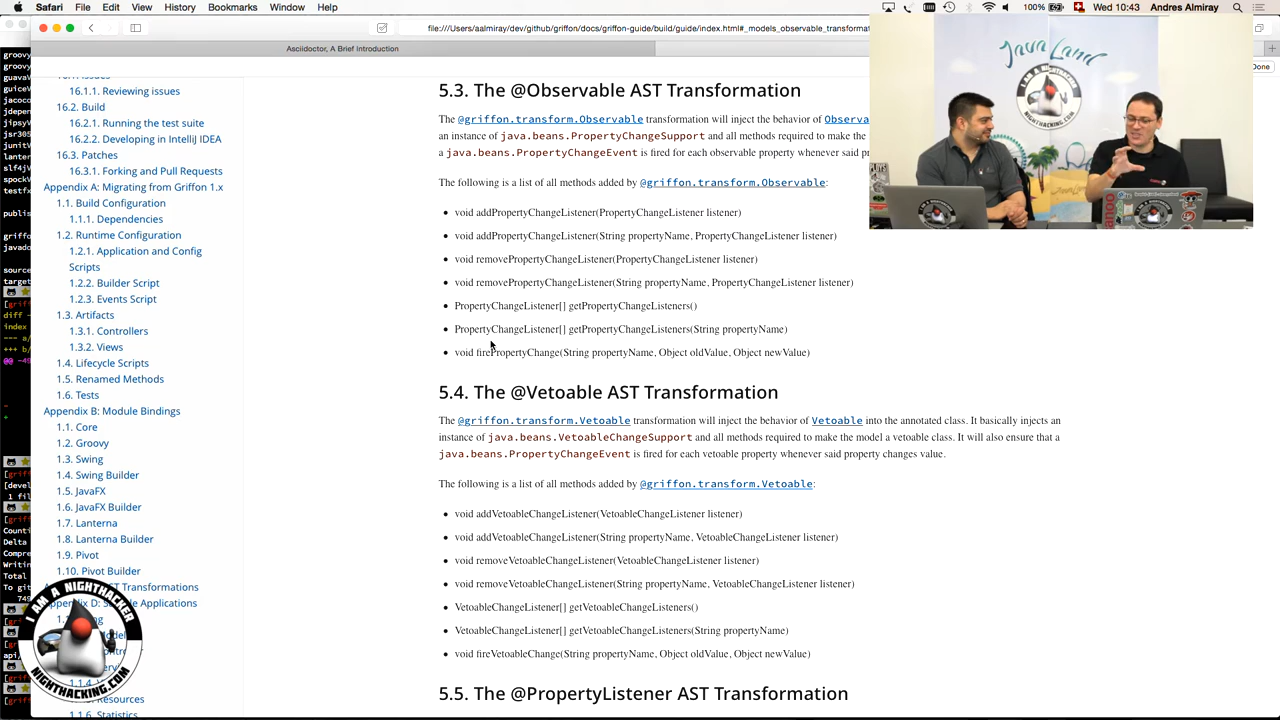 Safari File Edit View History Bookmarks Window Help
100% Wed 10:43 Andres Almiray
file:///Users/aalmiray/dev/github/griffon/docs/griffon-guide/build/guide/index.html#_models_observable_transformat
Asciidoctor, A Brief Introduction
Done
16.1.1. Reviewing issues
16.2. Build
16.2.1. Running the test suite
16.2.2. Developing in IntelliJ IDEA
16.3. Patches
16.3.1. Forking and Pull Requests
Appendix A: Migrating from Griffon 1.x
1.1. Build Configuration
1.1.1. Dependencies
1.2. Runtime Configuration
1.2.1. Application and Config
Scripts
1.2.2. Builder Script
1.2.3. Events Script
1.3. Artifacts
1.3.1. Controllers
1.3.2. Views
1.4. Lifecycle Scripts
1.5. Renamed Methods
1.6. Tests
Appendix B: Module Bindings
1.1. Core
1.2. Groovy
1.3. Swing
1.4. Swing Builder
1.5. JavaFX
1.6. JavaFX Builder
1.7. Lanterna
1.8. Lanterna Builder
1.9. Pivot
1.10. Pivot Builder
T Transformations
Applications
Resources
1.1.6. Statistics
5.3. The @Observable AST Transformation
The @griffon.transform.Observable transformation will inject the behavior of Observa
an instance of java.beans.PropertyChangeSupport and all methods required to make the
a java.beans.PropertyChangeEvent is fired for each observable property whenever said pr
The following is a list of all methods added by @griffon.transform.Observable:
• void addPropertyChangeListener(PropertyChangeListener listener)
• void addPropertyChangeListener(String propertyName, PropertyChangeListener listener)
• void removePropertyChangeListener(PropertyChangeListener listener)
• void removePropertyChangeListener(String propertyName, PropertyChangeListener listener)
• PropertyChangeListener[] getPropertyChangeListeners()
• PropertyChangeListener[] getPropertyChangeListeners(String propertyName)
• void firePropertyChange(String propertyName, Object oldValue, Object newValue)
5.4. The @Vetoable AST Transformation
The @griffon.transform.Vetoable transformation will inject the behavior of Vetoable into the annotated class. It basically injects an
instance of java.beans.VetoableChangeSupport and all methods required to make the model a vetoable class. It will also ensure that a
java.beans.PropertyChangeEvent is fired for each vetoable property whenever said property changes value.
The following is a list of all methods added by @griffon.transform.Vetoable:
• void addVetoableChangeListener(VetoableChangeListener listener)
• void addVetoableChangeListener(String propertyName, VetoableChangeListener listener)
• void removeVetoableChangeListener(VetoableChangeListener listener)
• void removeVetoableChangeListener(String propertyName, VetoableChangeListener listener)
• VetoableChangeListener[] getVetoableChangeListeners()
• VetoableChangeListener[] getVetoableChangeListeners(String propertyName)
• void fireVetoableChange(String propertyName, Object oldValue, Object newValue)
5.5. The @PropertyListener AST Transformation
Java Land
I AM A NIGHTHACKER
NIGHTHACKING.COM